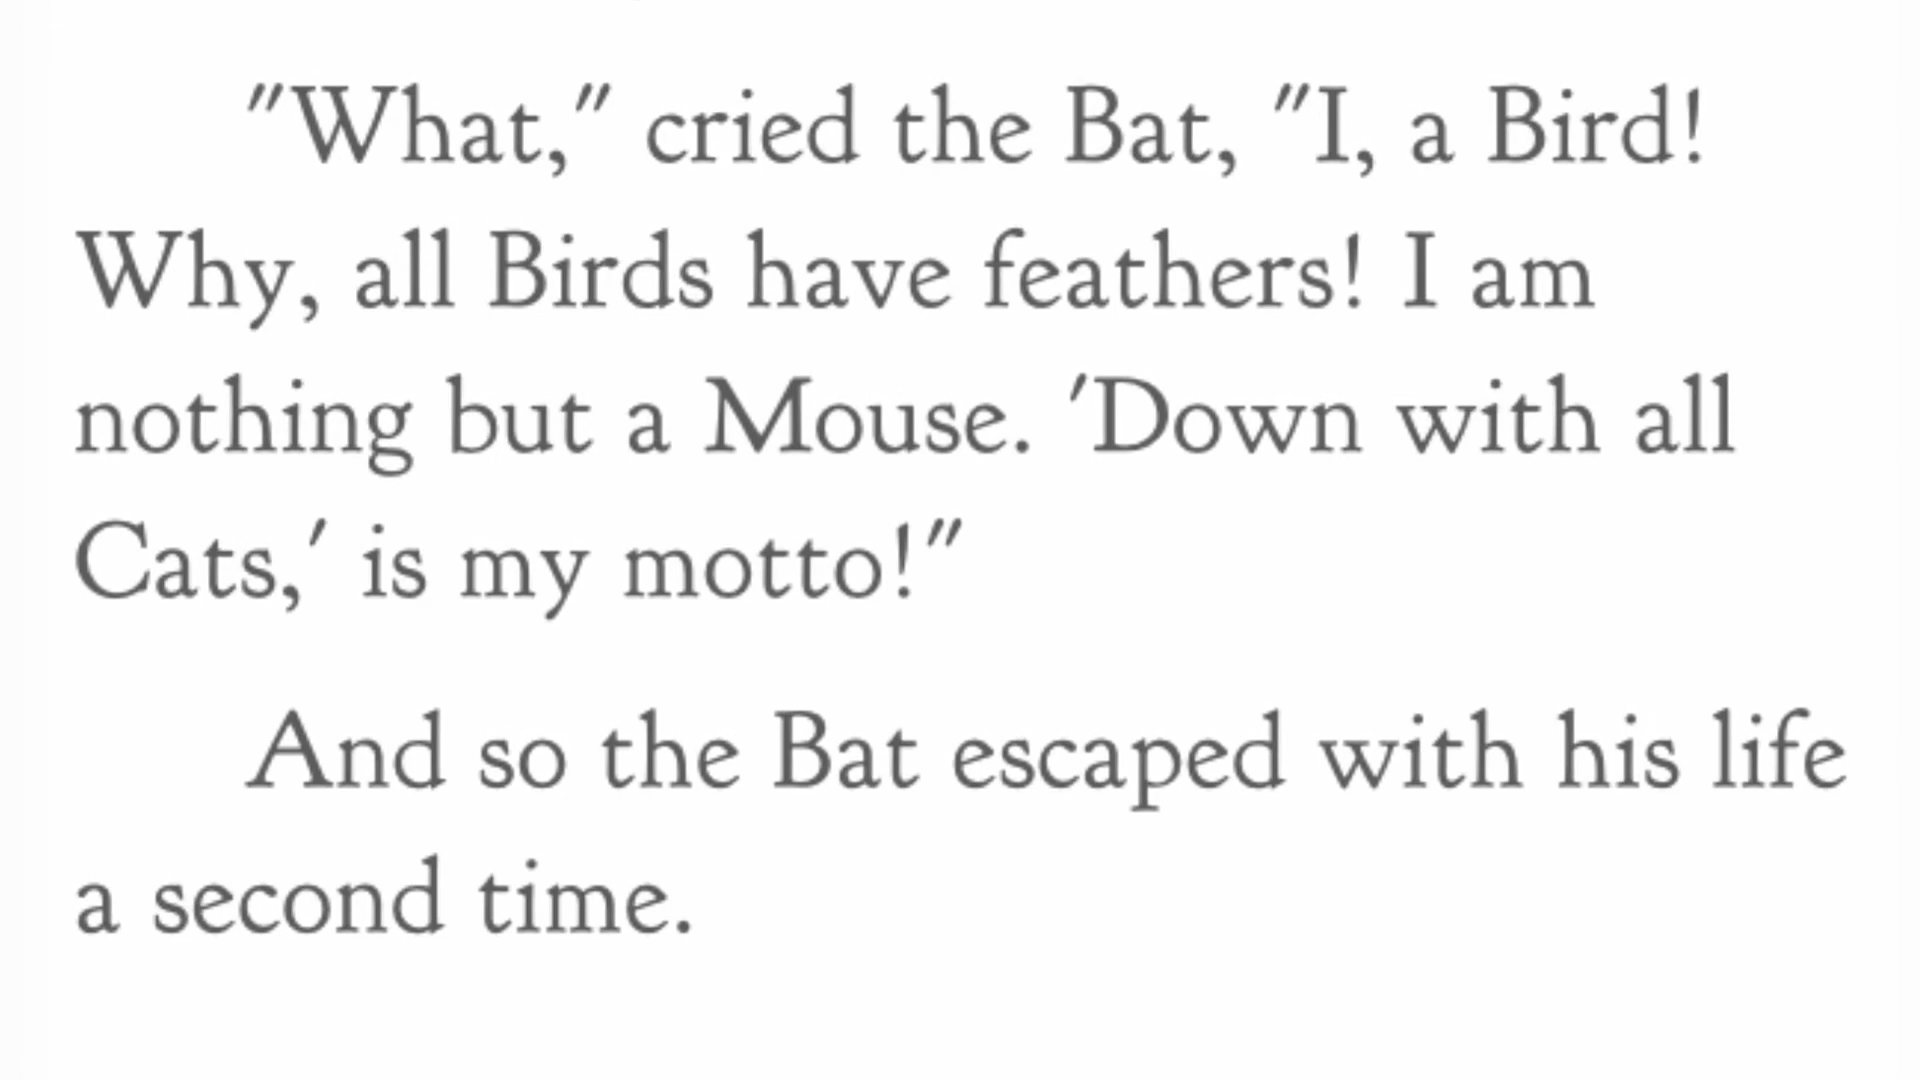 "What," cried the Bat, "I, a Bird!
Why, all Birds have feathers! I am
nothing but a Mouse. 'Down with all
Cats,' is my motto!"
And so the Bat escaped with his life
a second time.